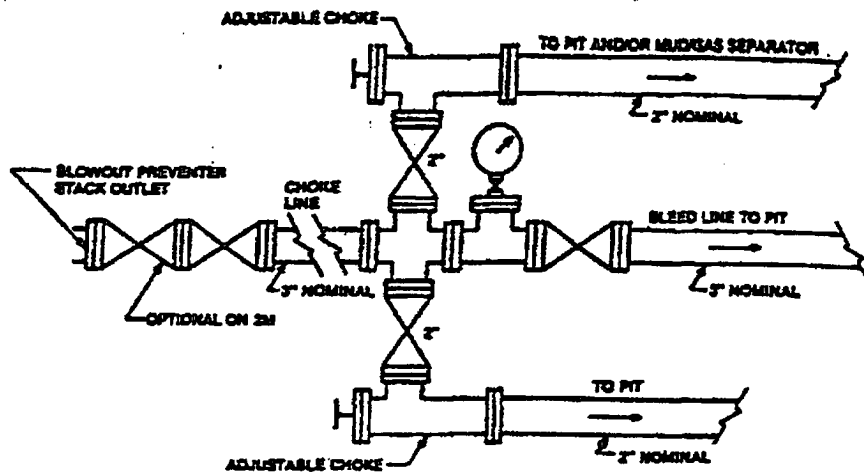 ADJUSTABLE CHOKE
TO PIT AND/OR MUD/GAS SEPARATOR
2" NOMINAL
2"
BLOWOUT PREVENTER
STACK OUTLET
CHOKE
LINE
BLEED LINE TO PIT
3" NOMINAL
3" NOMINAL
OPTIONAL ON 2M
2"
TO PIT
2" NOMINAL
ADJUSTABLE CHOKE